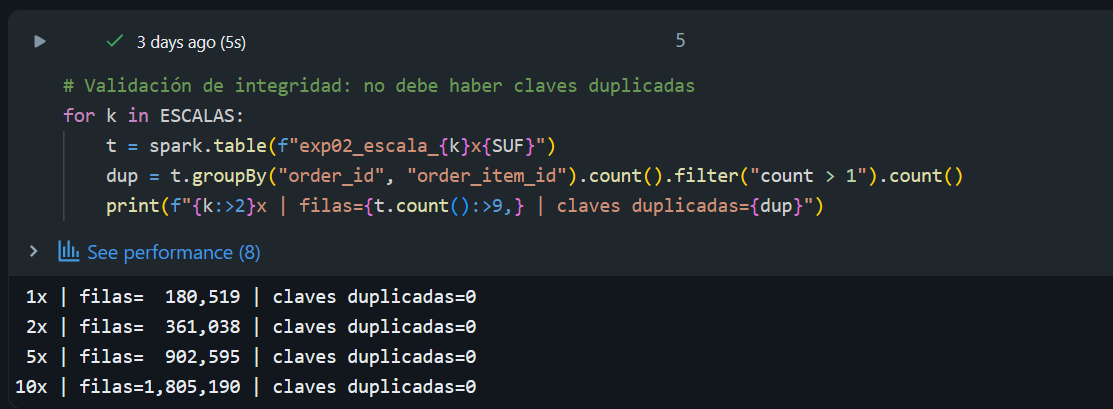 3 days ago (5s)
5
# Validación de integridad: no debe haber claves duplicadas
for k in ESCALAS:
    t = spark.table(f"exp02_escala_{k}x{SUF}")
    dup = t.groupBy("order_id", "order_item_id").count().filter("count > 1").count()
    print(f"{k:>2}x | filas={t.count():>9,} | claves duplicadas={dup}")
See performance (8)
 1x | filas=  180,519 | claves duplicadas=0
 2x | filas=  361,038 | claves duplicadas=0
 5x | filas=  902,595 | claves duplicadas=0
10x | filas=1,805,190 | claves duplicadas=0